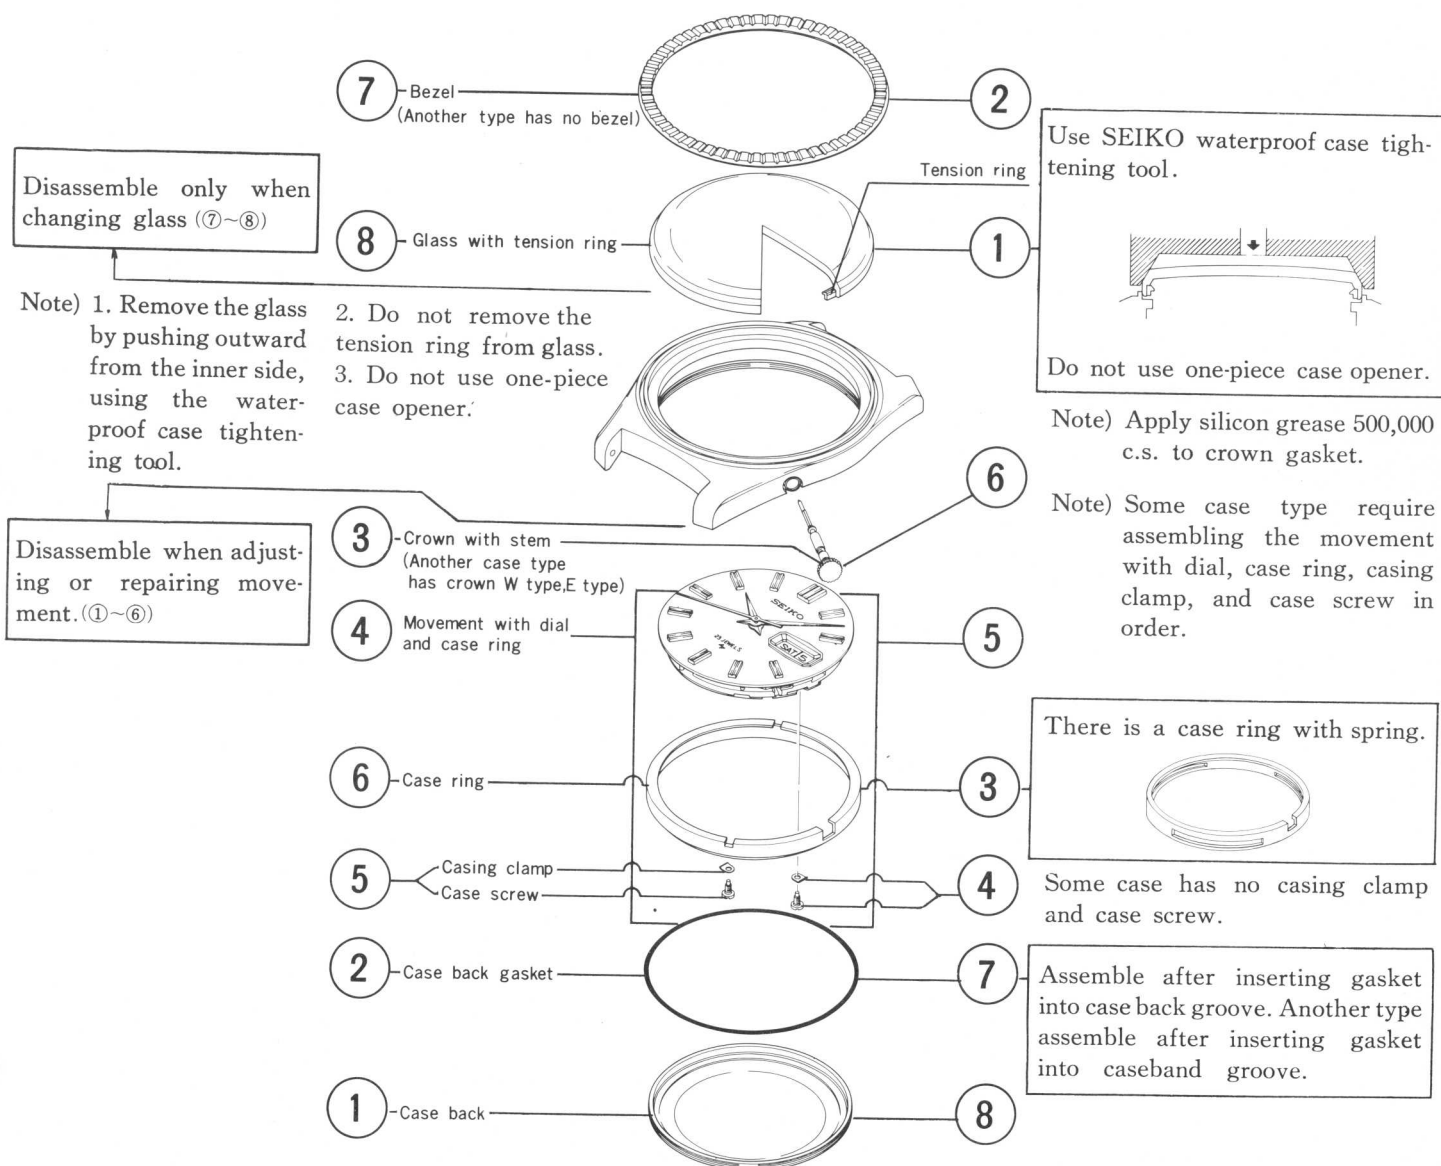 7
Bezel
(Another type has no bezel)
2
Tension ring
Use SEIKO waterproof case tigh-
tening tool.
Do not use one-piece case opener.
Disassemble only when
changing glass (⑦~⑧)
8
Glass with tension ring
1
Note) 1. Remove the glass
by pushing outward
from the inner side,
using the water-
proof case tighten-
ing tool.
2. Do not remove the
tension ring from glass.
3. Do not use one-piece
case opener.
Note) Apply silicon grease 500,000
c.s. to crown gasket.
Note) Some case type require
assembling the movement
with dial, case ring, casing
clamp, and case screw in
order.
6
Disassemble when adjust-
ing or repairing move-
ment. (①~⑥)
3
Crown with stem
(Another case type
has crown W type,E type)
4
Movement with dial
and case ring
SEIKO
SAT 5
5
6
Case ring
3
There is a case ring with spring.
5
Casing clamp
Case screw
4
Some case has no casing clamp
and case screw.
2
Case back gasket
7
Assemble after inserting gasket
into case back groove. Another type
assemble after inserting gasket
into caseband groove.
1
Case back
8